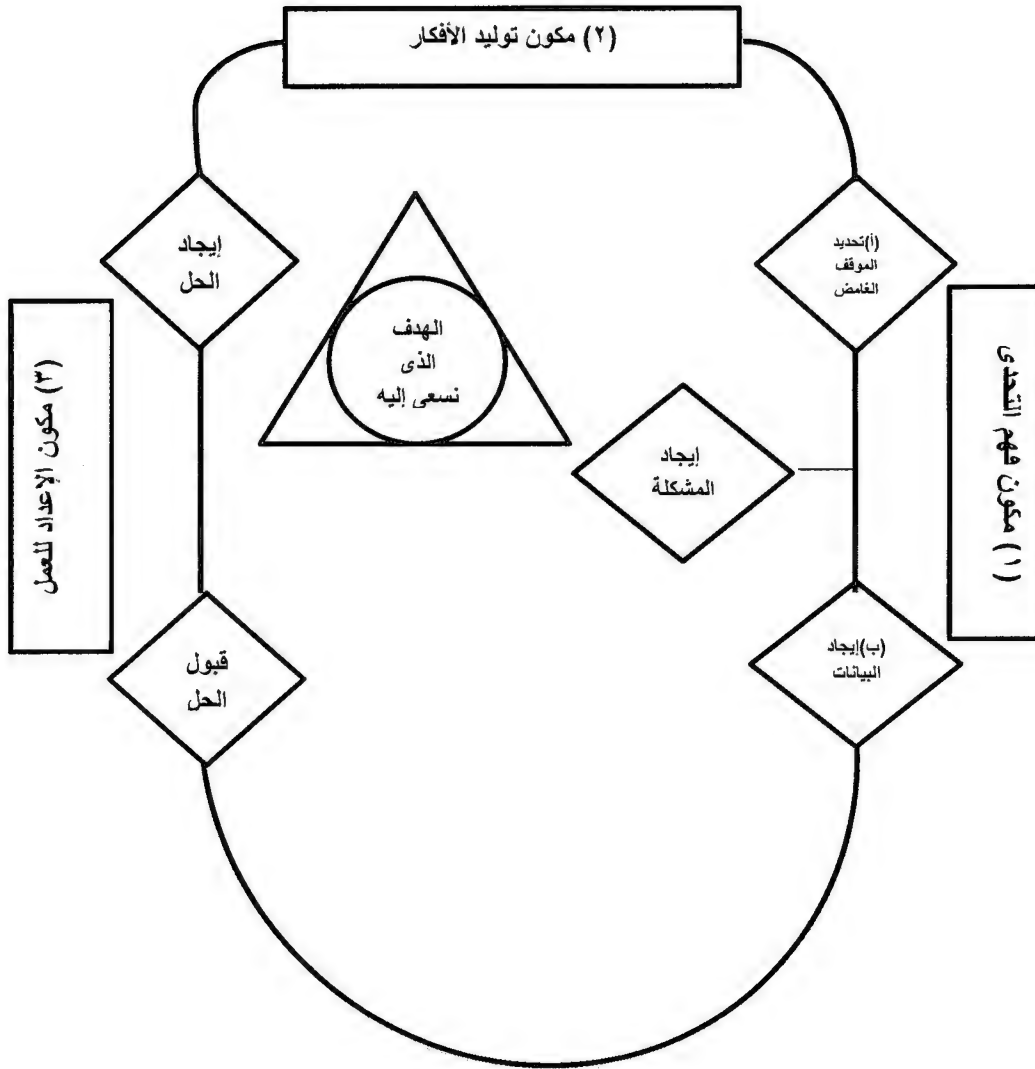 (٢) مكون توليد الأفكار
(أ)تحديد
الموقف
الغامض
(١) مكون فهم التحدى
إيجاد
المشكلة
(ب)إيجاد
البيانات
الهدف
الذى
نسعى إليه
إيجاد
الحل
(٣) مكون الإعداد للعمل
قبول
الحل